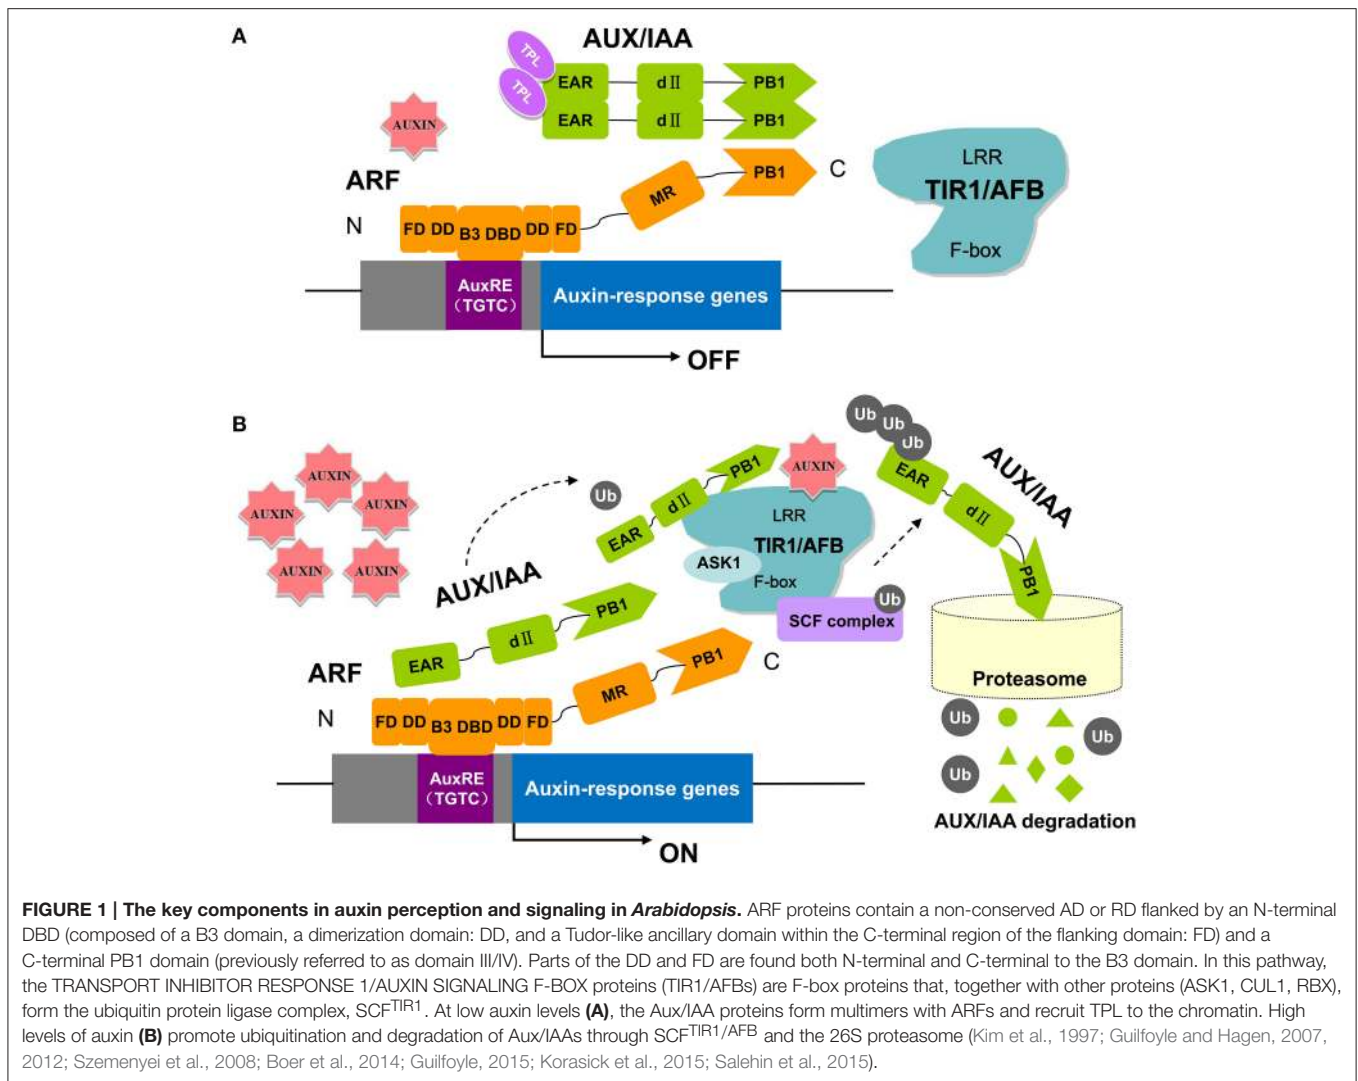 A
AUX/IAA
TPL
TPL
EAR dⅡ PB1
EAR dⅡ PB1
AUXIN
ARF
N
FD DD B3 DBD DD FD
MR
PB1
C
LRR
TIR1/AFB
F-box
AuxRE
(TGTC)
Auxin-response genes
OFF
B
AUXIN
AUXIN
AUXIN
AUXIN
AUXIN
AUX/IAA
Ub
EAR dⅡ PB1
AUXIN
LRR
TIR1/AFB
ASK1
F-box
Ub
SCF complex
Ub
Ub
Ub
EAR dⅡ PB1
AUX/IAA
EAR dⅡ PB1
ARF
N
FD DD B3 DBD DD FD
MR
PB1
C
AuxRE
(TGTC)
Auxin-response genes
ON
Proteasome
Ub
Ub
Ub
AUX/IAA degradation
FIGURE 1 | The key components in auxin perception and signaling in Arabidopsis. ARF proteins contain a non-conserved AD or RD flanked by an N-terminal
DBD (composed of a B3 domain, a dimerization domain: DD, and a Tudor-like ancillary domain within the C-terminal region of the flanking domain: FD) and a
C-terminal PB1 domain (previously referred to as domain III/IV). Parts of the DD and FD are found both N-terminal and C-terminal to the B3 domain. In this pathway,
the TRANSPORT INHIBITOR RESPONSE 1/AUXIN SIGNALING F-BOX proteins (TIR1/AFBs) are F-box proteins that, together with other proteins (ASK1, CUL1, RBX),
form the ubiquitin protein ligase complex, SCFTIR1. At low auxin levels (A), the Aux/IAA proteins form multimers with ARFs and recruit TPL to the chromatin. High
levels of auxin (B) promote ubiquitination and degradation of Aux/IAAs through SCFTIR1/AFB and the 26S proteasome (Kim et al., 1997; Guilfoyle and Hagen, 2007,
2012; Szemenyei et al., 2008; Boer et al., 2014; Guilfoyle, 2015; Korasick et al., 2015; Salehin et al., 2015).